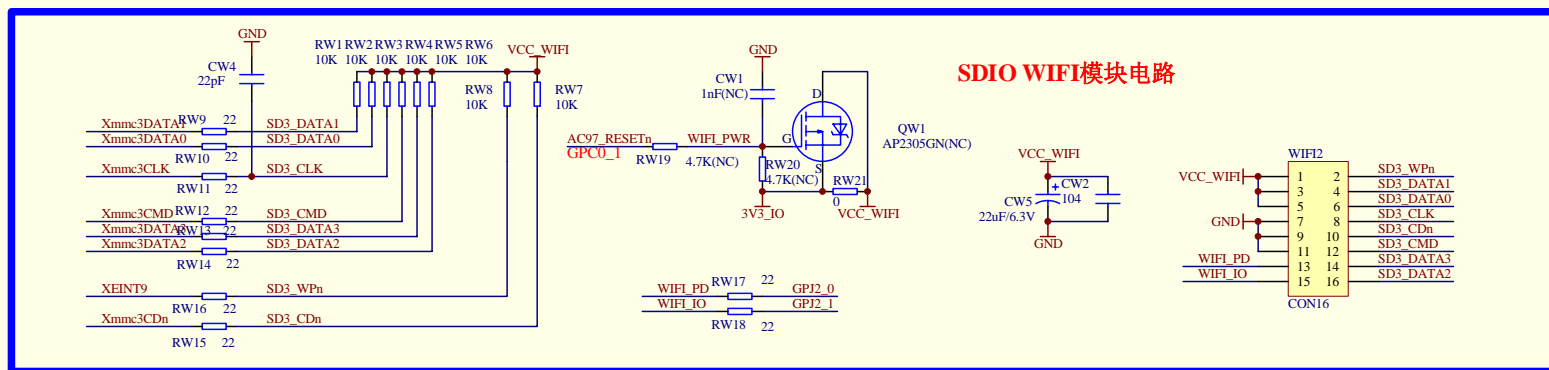 SDIO WIFI模块电路
GND
CW4
22pF
RW1 RW2 RW3 RW4 RW5 RW6
10K 10K 10K 10K 10K 10K
VCC_WIFI
RW8
10K
RW7
10K
Xmmc3DATA1 RW9 22 SD3_DATA1
Xmmc3DATA0 SD3_DATA0
RW10 22
Xmmc3CLK SD3_CLK
RW11 22
Xmmc3CMD RW12 22 SD3_CMD
Xmmc3DATA3 RW13 22 SD3_DATA3
Xmmc3DATA2 SD3_DATA2
RW14 22
XEINT9 SD3_WPn
RW16 22
Xmmc3CDn SD3_CDn
RW15 22
GND
CW1
1nF(NC)
D
G
S
QW1
AP2305GN(NC)
AC97_RESETn WIFI_PWR
GPC0_1
RW19 4.7K(NC)
RW20
4.7K(NC)
RW21
0
3V3_IO
VCC_WIFI
WIFI_PD RW17 22 GPJ2_0
WIFI_IO GPJ2_1
RW18 22
VCC_WIFI
+
CW2
104
CW5
22uF/6.3V
GND
WIFI2
VCC_WIFI 1 2 SD3_WPn
3 4 SD3_DATA1
5 6 SD3_DATA0
GND 7 8 SD3_CLK
9 10 SD3_CDn
11 12 SD3_CMD
WIFI_PD 13 14 SD3_DATA3
WIFI_IO 15 16 SD3_DATA2
CON16